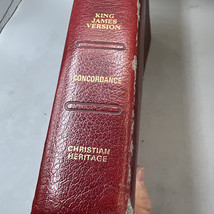 KING
JAMES
VERSION
CONCORDANCE
CHRISTIAN
HERITAGE